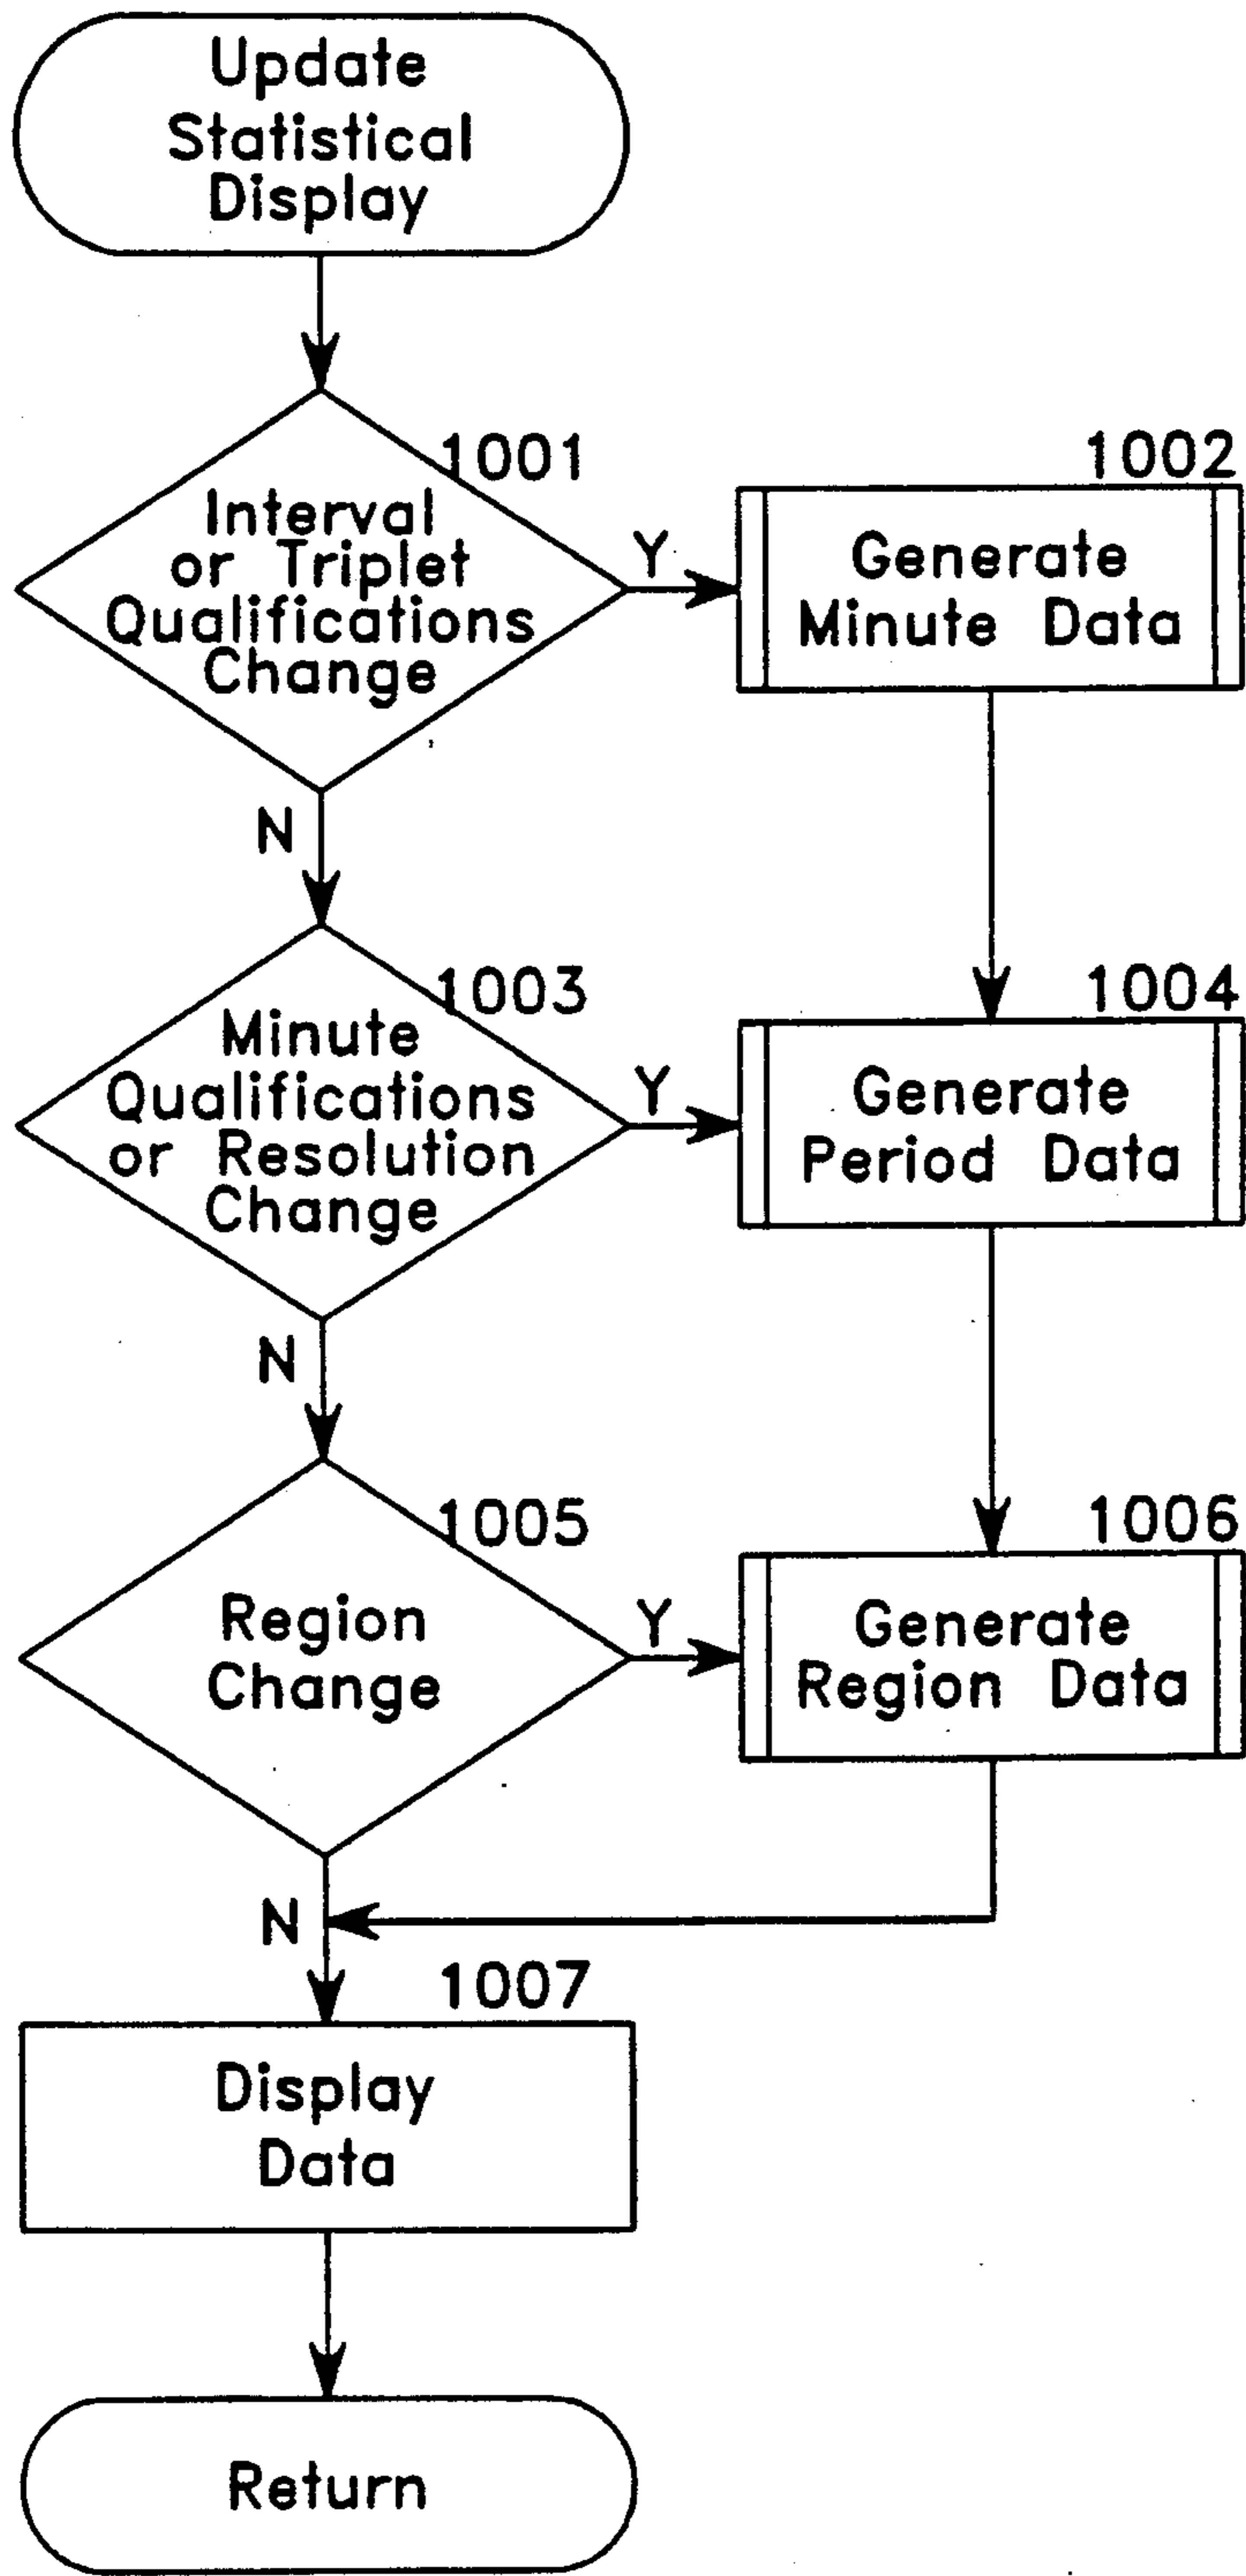 Update
Statistical
Display
1001
Interval
or Triplet
Qualifications
Change
Y
N
1002
Generate
Minute Data
1003
Minute
Qualifications
or Resolution
Change
Y
N
1004
Generate
Period Data
1005
Region
Change
Y
N
1006
Generate
Region Data
1007
Display
Data
Return